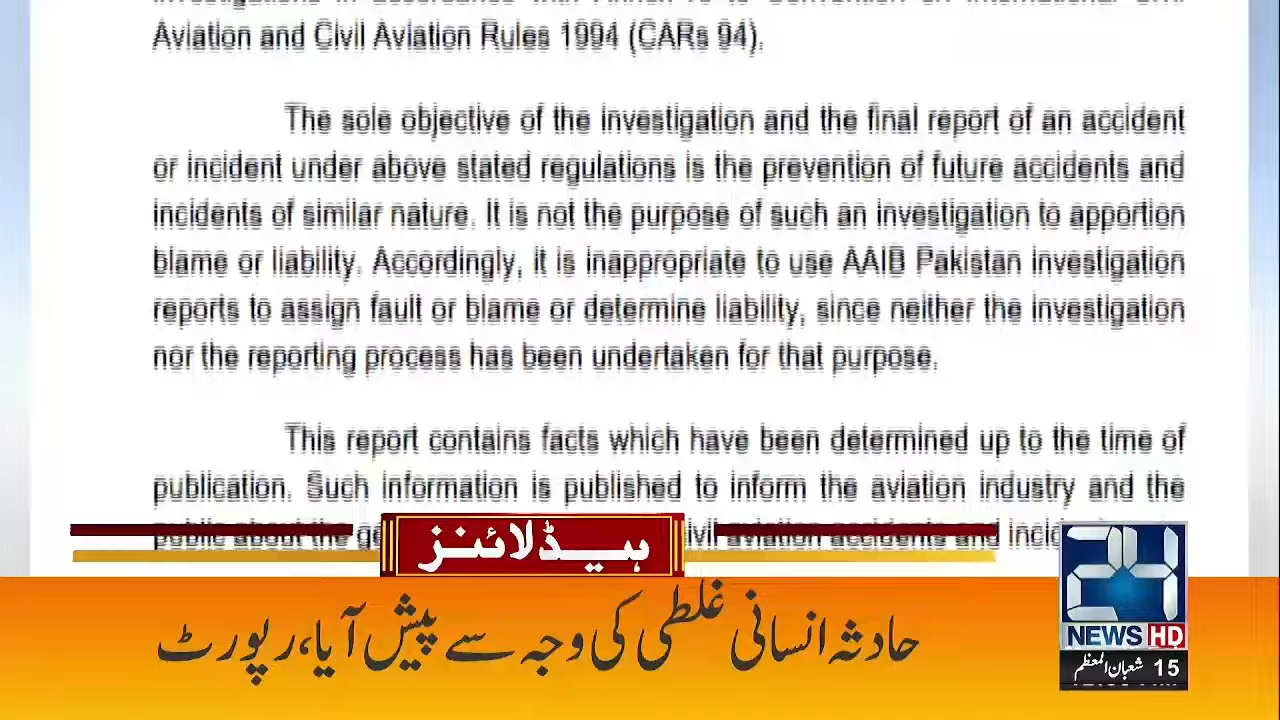 Aviation and Civil Aviation Rules 1994 (CARs 94).
The sole objective of the investigation and the final report of an accident
or incident under above stated regulations is the prevention of future accidents and
incidents of similar nature. It is not the purpose of such an investigation to apportion
blame or liability. Accordingly, it is inappropriate to use AAIB Pakistan investigation
reports to assign fault or blame or determine liability, since neither the investigation
nor the reporting process has been undertaken for that purpose.
This report contains facts which have been determined up to the time of
publication. Such information is published to inform the aviation industry and the
public about the aviation accidents and
ہیڈلائنز
حادثہ انسانی غلطی کی وجہ سے پیش آیا، رپورٹ
24
NEWS HD
15 شعبان المعظم